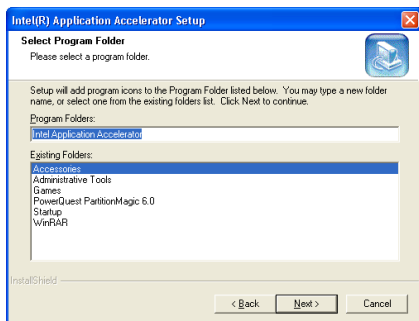 Intel(R) Application Accelerator Setup
Select Program Folder
Please select a program folder.
Setup will add program icons to the Program Folder listed below. You may type a new folder
name, or select one from the existing folders list. Click Next to continue.
Program Folders:
Intel Application Accelerator
Existing Folders:
Accessories
Administrative Tools
Games
PowerQuest PartitionMagic 6.0
Startup
WinRAR
InstallShield
< Back
Next >
Cancel